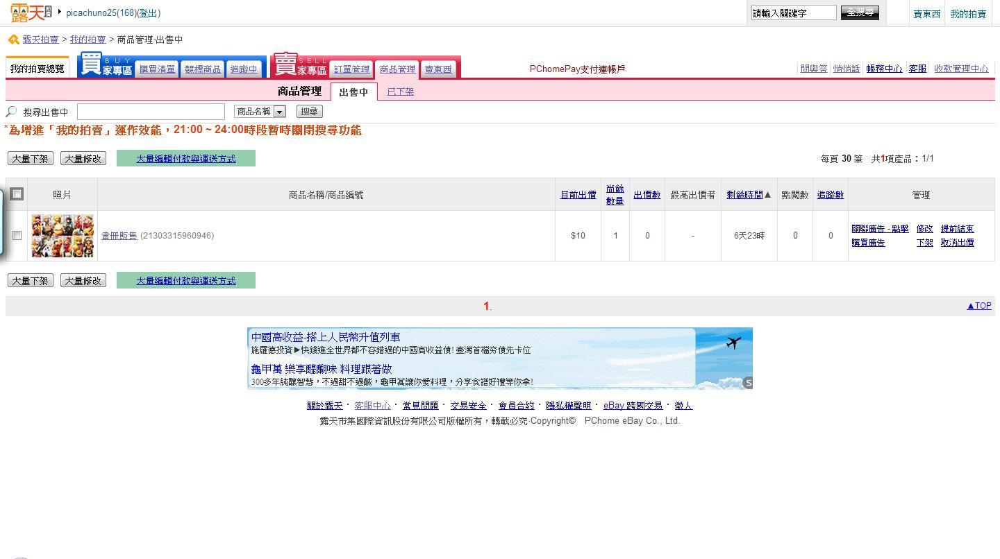 露天拍賣 picachuno25(168)(登出) 請輸入關鍵字 全搜尋 賣東西 我的拍賣
露天拍賣 > 我的拍賣 > 商品管理-出售中
我的拍賣總覽 買 BUY 家專區 購買清單 競標商品 追蹤中 賣 SELL 家專區 訂單管理 商品管理 賣東西 PChomePay支付連帳戶 問與答 悄悄話 帳務中心 客服 收款管理中心
商品管理 出售中 已下架
搜尋出售中 商品名稱 搜尋
*為增進「我的拍賣」運作效能，21:00 ~ 24:00時段暫時關閉搜尋功能
大量下架 大量修改 大量編輯付款與運送方式 每頁 30 筆 共1項產品：1/1
照片 商品名稱/商品編號 目前出價 尚餘數量 出價數 最高出價者 剩餘時間▲ 點閱數 追蹤數 管理
畫冊販售 (21303315960946) $10 1 0 - 6天23時 0 0 關聯廣告 - 點擊 修改 提前結束
購買廣告 下架 取消出價
大量下架 大量修改 大量編輯付款與運送方式
1. ▲TOP
中國高收益-搭上人民幣升值列車
施羅德投資►快錢進全世界都不容錯過的中國高收益債! 臺灣首檔夯債先卡位
龜甲萬 樂享醍醐味 料理跟著做
300多年純釀智慧，不過甜不過鹹，龜甲萬讓你愛料理，分享食譜好禮等你拿!
S
關於露天 · 客服中心 · 常見問題 · 交易安全 · 會員合約 · 隱私權聲明 · eBay 跨國交易 · 徵人
露天市集國際資訊股份有限公司版權所有，轉載必究 Copyright© PChome eBay Co., Ltd.